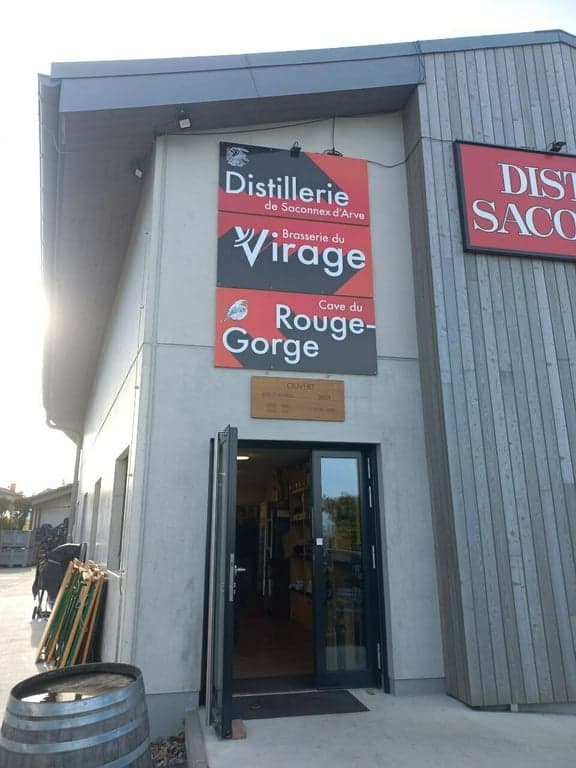 Distillerie
de Saconnex d'Arve
Brasserie du
Virage
Cave du
Rouge-
Gorge
OUVERT
DIST
SACO